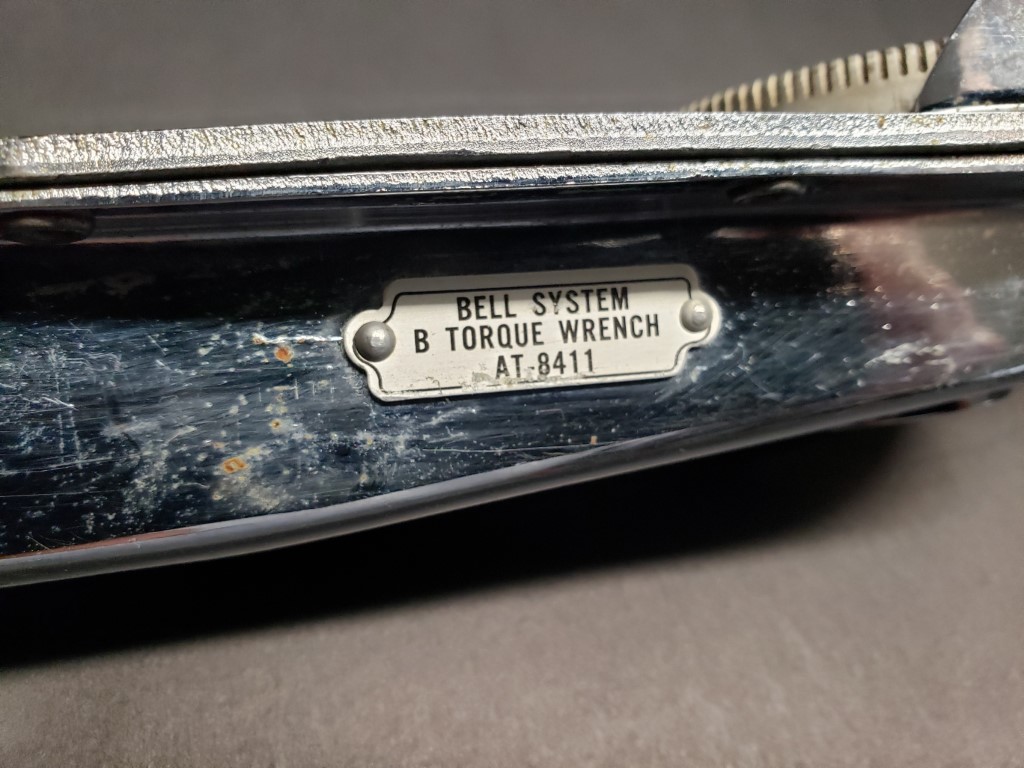 BELL SYSTEM
B TORQUE WRENCH
AT-8411